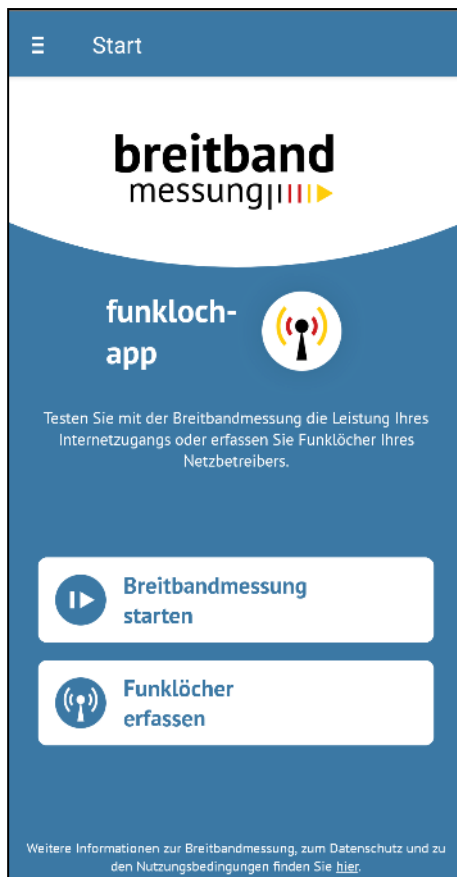 Start
breitband
messung
funkloch-
app
Testen Sie mit der Breitbandmessung die Leistung Ihres
Internetzugangs oder erfassen Sie Funklöcher Ihres
Netzbetreibers.
Breitbandmessung
starten
Funklöcher
erfassen
Weitere Informationen zur Breitbandmessung, zum Datenschutz und zu
den Nutzungsbedingungen finden Sie hier.